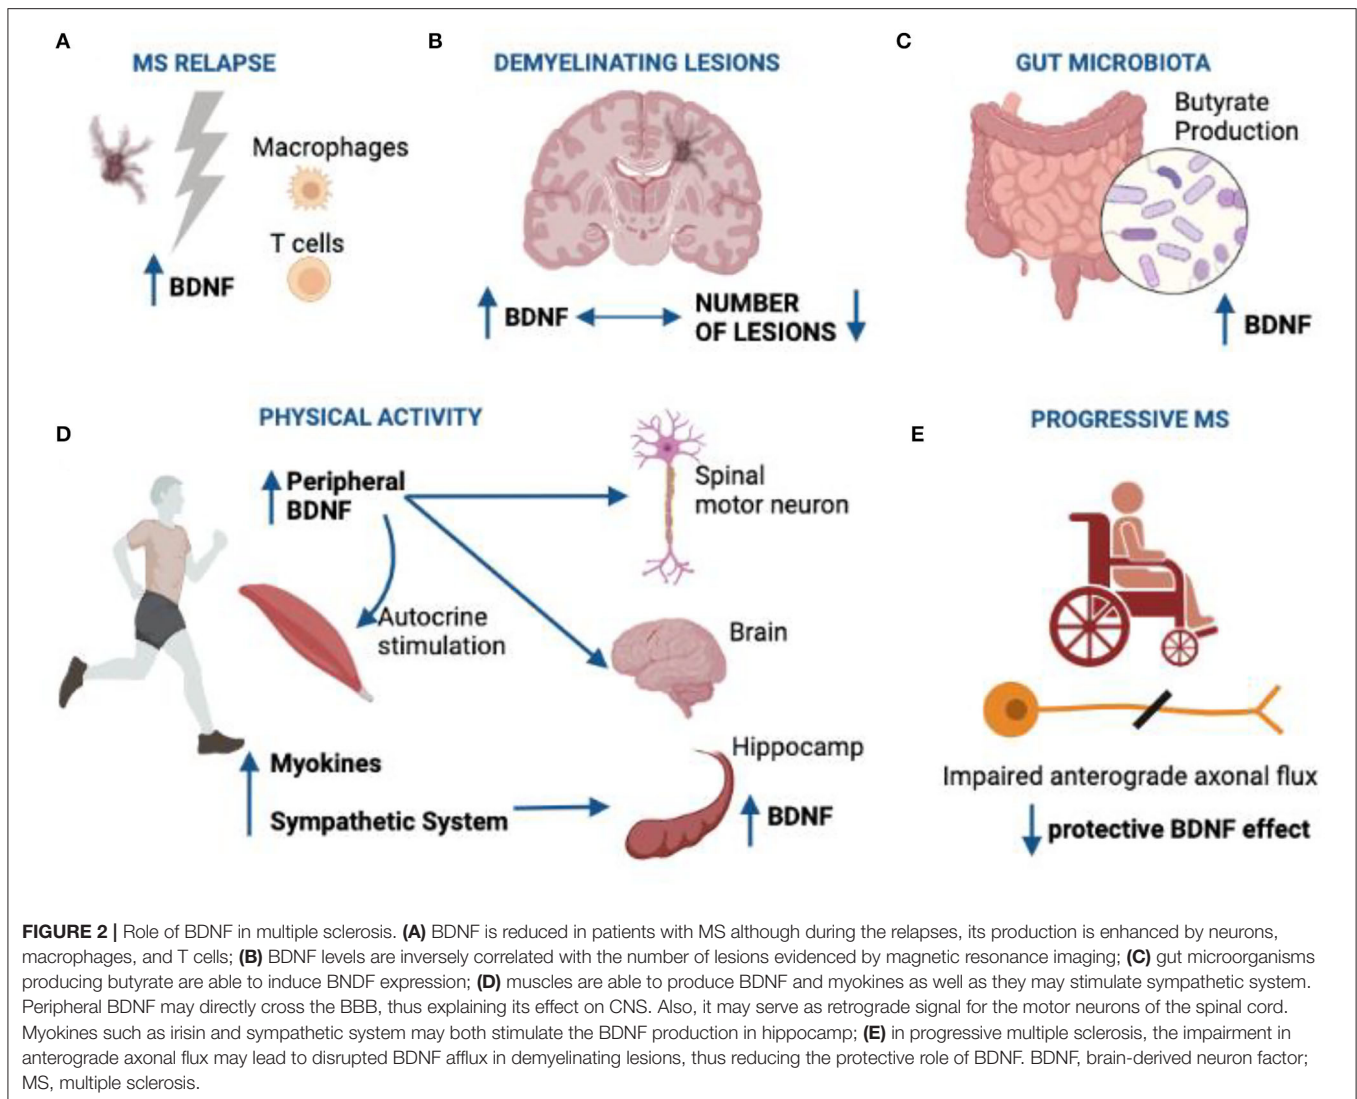 A
MS RELAPSE
Macrophages
T cells
BDNF
B
DEMYELINATING LESIONS
BDNF
NUMBER
OF LESIONS
C
GUT MICROBIOTA
Butyrate
Production
BDNF
D
PHYSICAL ACTIVITY
Peripheral
BDNF
Spinal
motor neuron
Autocrine
stimulation
Brain
Myokines
Sympathetic System
Hippocamp
BDNF
E
PROGRESSIVE MS
Impaired anterograde axonal flux
protective BDNF effect
FIGURE 2 | Role of BDNF in multiple sclerosis. (A) BDNF is reduced in patients with MS although during the relapses, its production is enhanced by neurons,
macrophages, and T cells; (B) BDNF levels are inversely correlated with the number of lesions evidenced by magnetic resonance imaging; (C) gut microorganisms
producing butyrate are able to induce BNDF expression; (D) muscles are able to produce BDNF and myokines as well as they may stimulate sympathetic system.
Peripheral BDNF may directly cross the BBB, thus explaining its effect on CNS. Also, it may serve as retrograde signal for the motor neurons of the spinal cord.
Myokines such as irisin and sympathetic system may both stimulate the BDNF production in hippocamp; (E) in progressive multiple sclerosis, the impairment in
anterograde axonal flux may lead to disrupted BDNF afflux in demyelinating lesions, thus reducing the protective role of BDNF. BDNF, brain-derived neuron factor;
MS, multiple sclerosis.